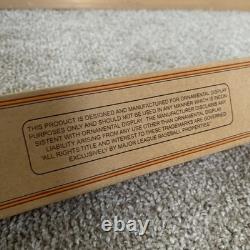 THIS PRODUCT IS DESIGNED AND MANUFACTURED FOR ORNAMENTAL DISPLAY
PURPOSES ONLY AND SHOULD NOT BE USED IN ANY MANNER WHICH IS INCON-
SISTENT WITH ORNAMENTAL DISPLAY. THE MANUFACTURER DISCLAIMS ANY
LIABILITY ARISING FROM ANY USE OTHER THAN ORNAMENTAL DISPLAY.
"ALL RIGHTS TITLE AND INTEREST TO THESE TRADEMARKS ARE GOVERNED
EXCLUSIVELY BY MAJOR LEAGUE BASEBALL PROPERTIES"